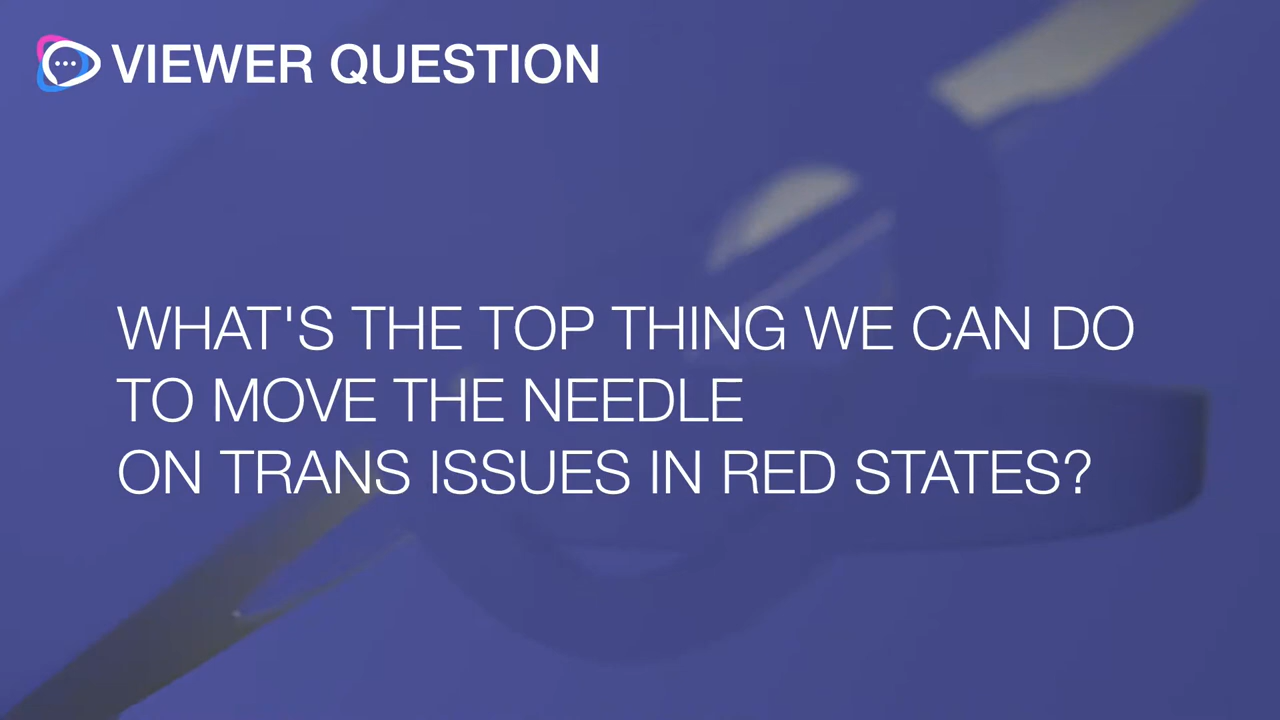 VIEWER QUESTION
WHAT'S THE TOP THING WE CAN DO
TO MOVE THE NEEDLE
ON TRANS ISSUES IN RED STATES?